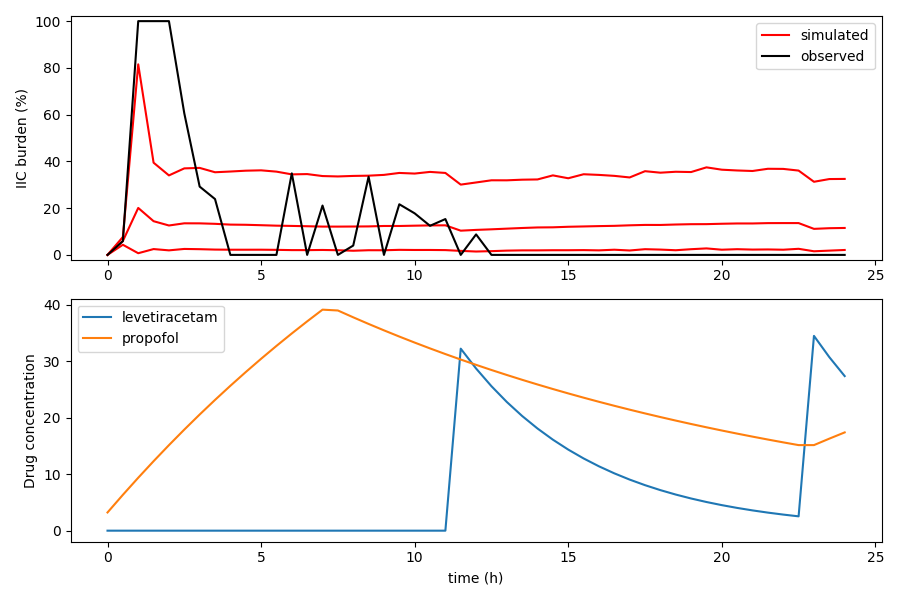 100
80
60
40
20
0
IIC burden (%)
simulated
observed
0 5 10 15 20 25
40
30
20
10
0
Drug concentration
levetiracetam
propofol
0 5 10 15 20 25
time (h)